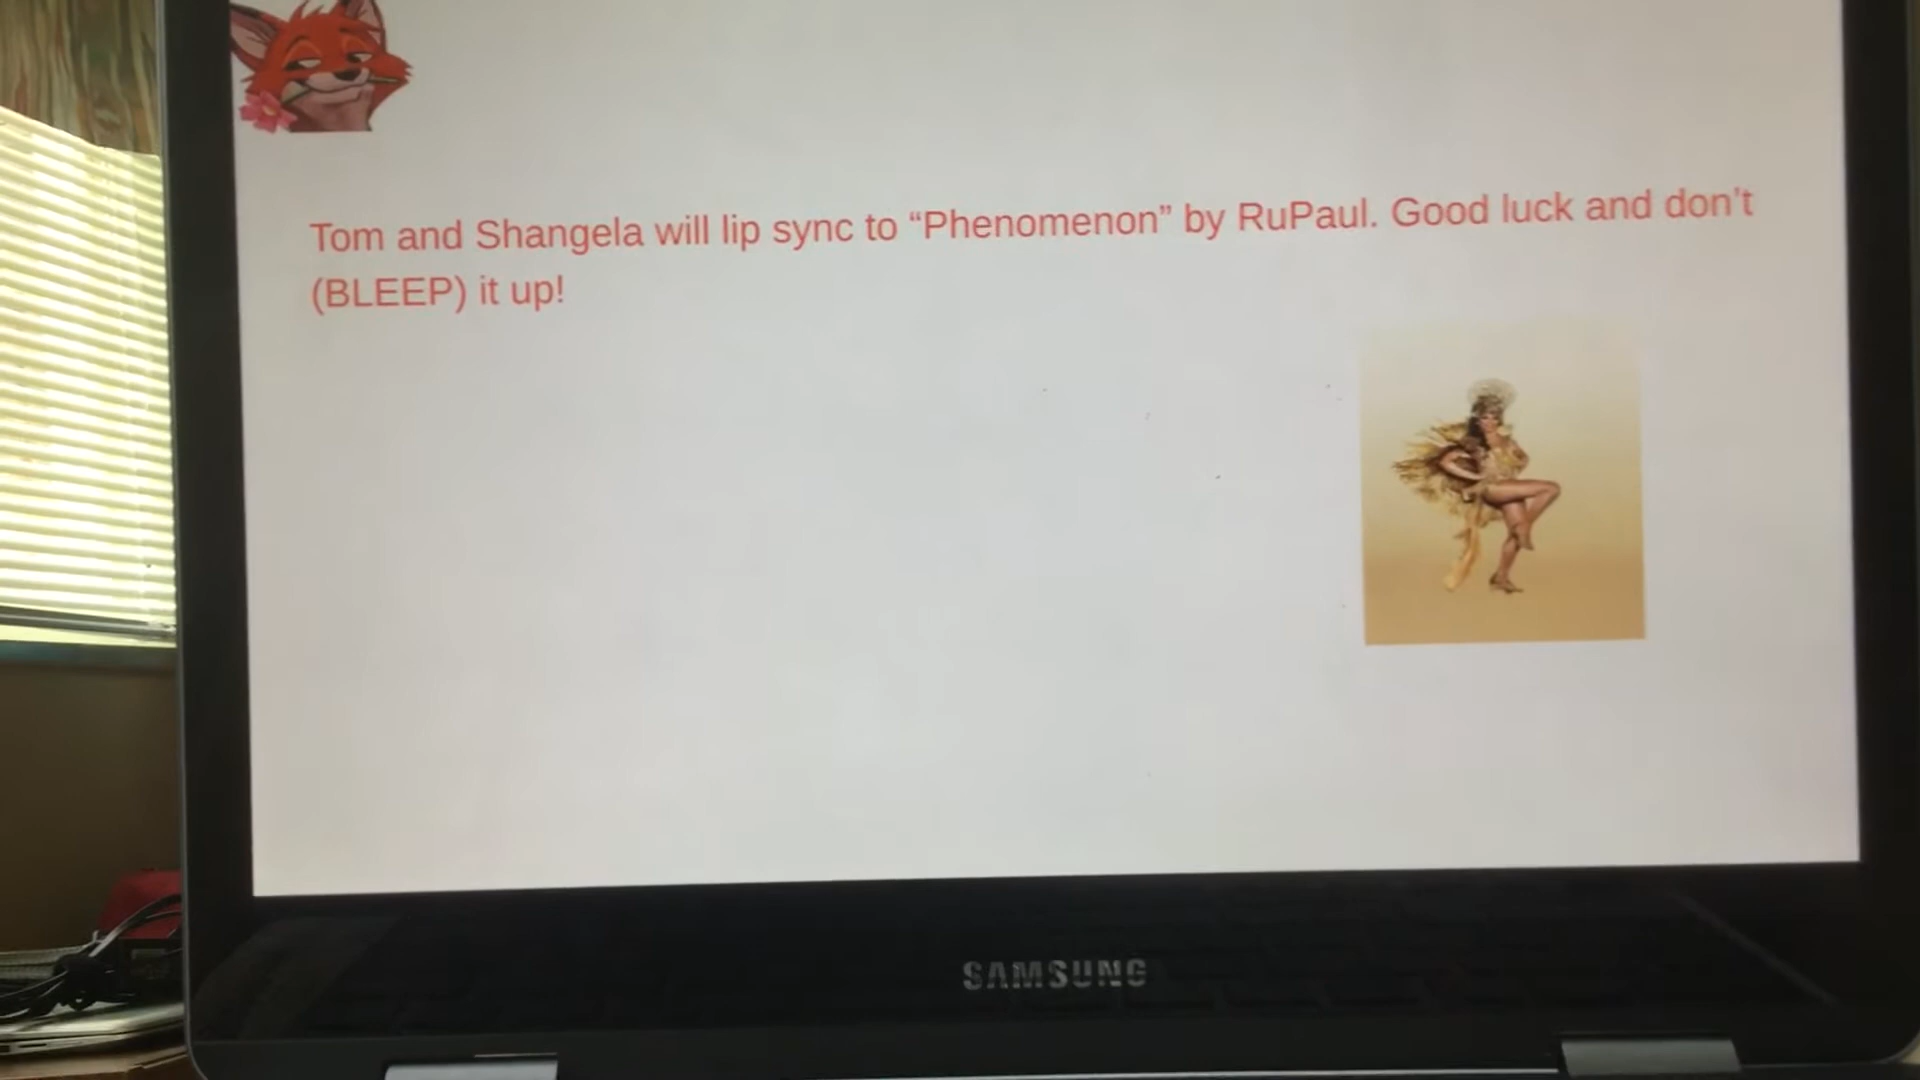 Tom and Shangela will lip sync to “Phenomenon” by RuPaul. Good luck and don’t
(BLEEP) it up!
SAMSUNG